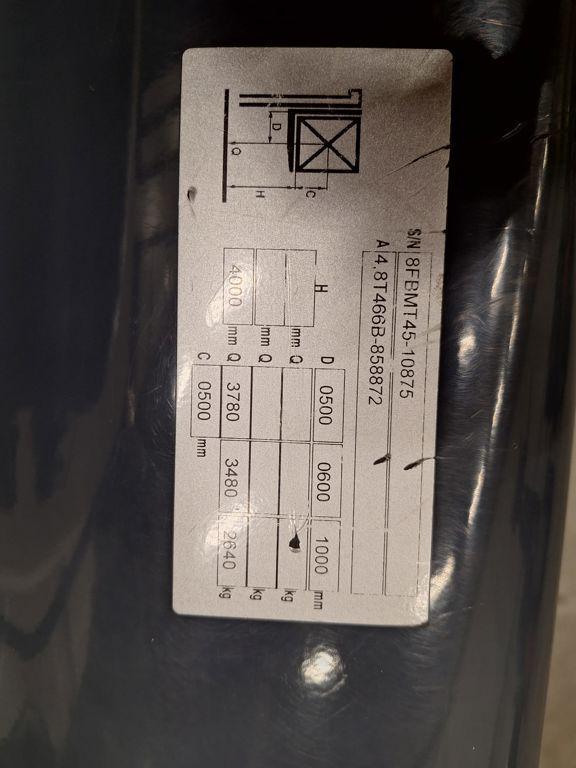 S/N 8FBMT45-10875
A 4,8T466B-858872
D
Q
H
C
H D 0500 0600 1000 mm
mm Q kg
mm Q kg
4000 mm Q 3780 3480 2640 kg
C 0500 mm